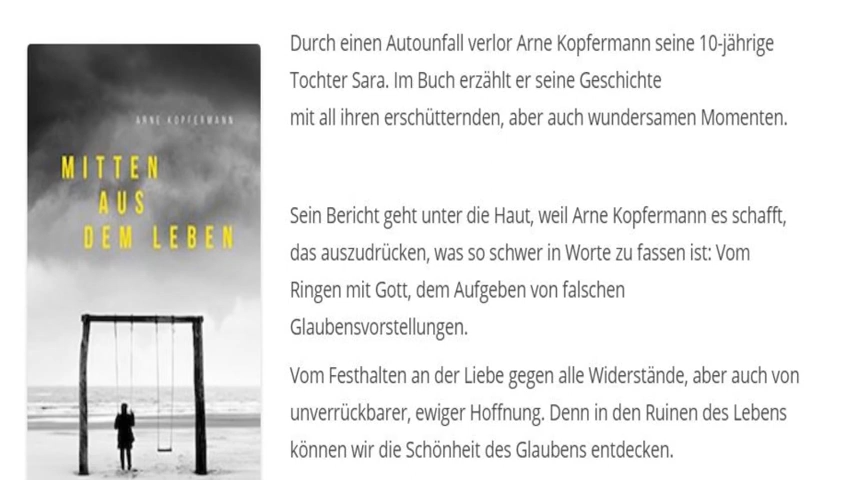 ARNE KOPFERMANN
MITTEN
AUS
DEM LEBEN
Durch einen Autounfall verlor Arne Kopfermann seine 10-jährige
Tochter Sara. Im Buch erzählt er seine Geschichte
mit all ihren erschütternden, aber auch wundersamen Momenten.
Sein Bericht geht unter die Haut, weil Arne Kopfermann es schafft,
das auszudrücken, was so schwer in Worte zu fassen ist: Vom
Ringen mit Gott, dem Aufgeben von falschen
Glaubensvorstellungen.
Vom Festhalten an der Liebe gegen alle Widerstände, aber auch von
unverrückbarer, ewiger Hoffnung. Denn in den Ruinen des Lebens
können wir die Schönheit des Glaubens entdecken.